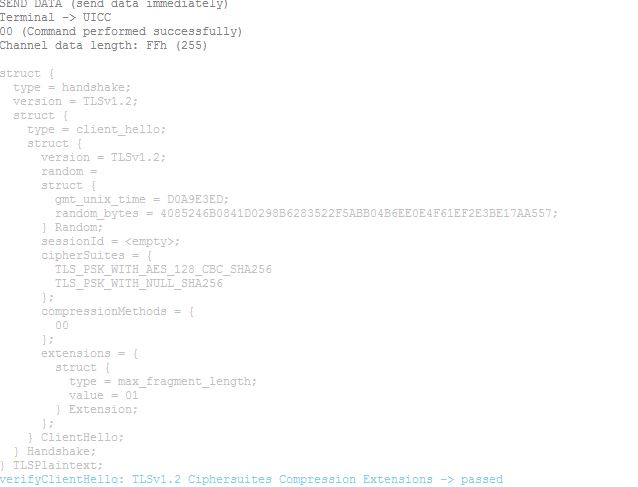 SEND DATA (send data immediately)
Terminal -> UICC
00 (Command performed successfully)
Channel data length: FFh (255)
struct {
type = handshake;
version = TLSv1.2;
struct {
type = client_hello;
struct {
version = TLSv1.2;
random =
struct {
gmt_unix_time = D0A9E3ED;
random_bytes = 4085246B0841D0298B6283522F5ABB04B6EE0E4F61EF2E3BE17AA557;
} Random;
sessionId = <empty>;
cipherSuites = {
TLS_PSK_WITH_AES_128_CBC_SHA256
TLS_PSK_WITH_NULL_SHA256
};
compressionMethods = {
00
};
extensions = {
struct {
type = max_fragment_length;
value = 01
} Extension;
};
} ClientHello;
} Handshake;
} TLSPlaintext;
verifyClientHello: TLSv1.2 Ciphersuites Compression Extensions -> passed